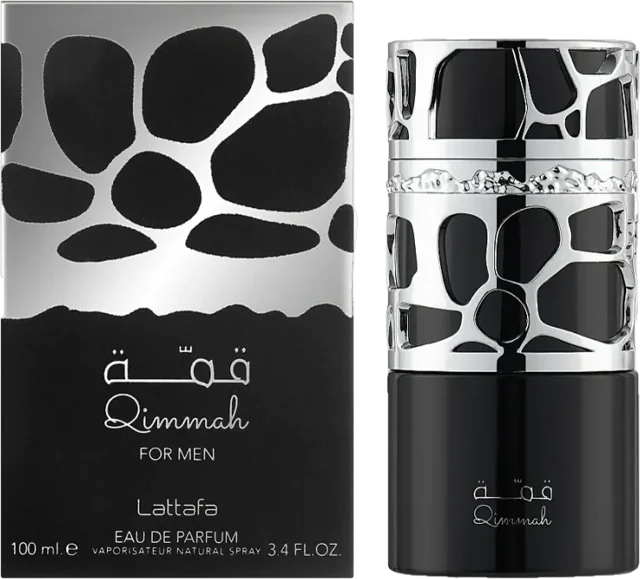 قمّة
Qimmah
FOR MEN
Lattafa
EAU DE PARFUM
100 ml. e VAPORISATEUR NATURAL SPRAY 3.4 FL.OZ.
قمّة
Qimmah